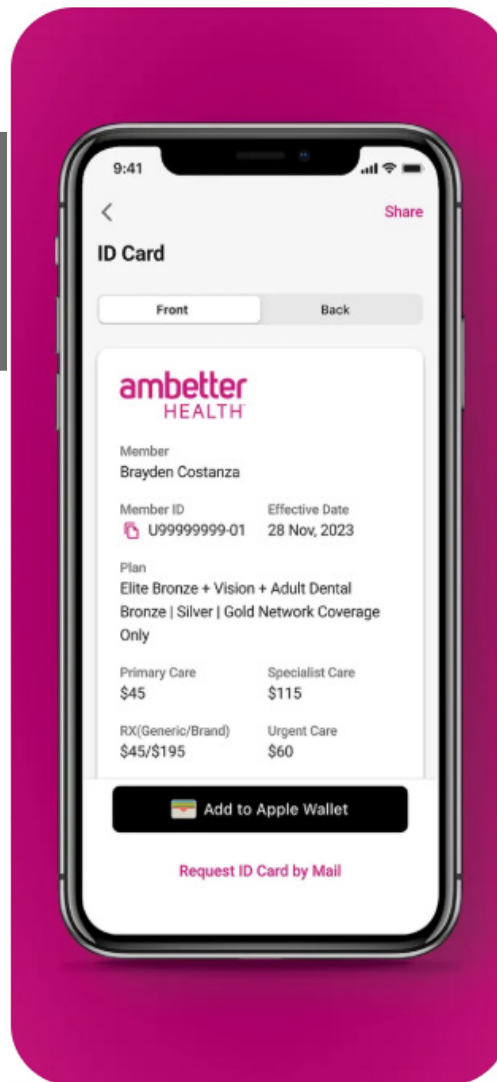 9:41
Share
ID Card
Front Back
ambetter
HEALTH
Member
Brayden Costanza
Member ID Effective Date
U99999999-01 28 Nov, 2023
Plan
Elite Bronze + Vision + Adult Dental
Bronze | Silver | Gold Network Coverage
Only
Primary Care Specialist Care
$45 $115
RX(Generic/Brand) Urgent Care
$45/$195 $60
Add to Apple Wallet
Request ID Card by Mail